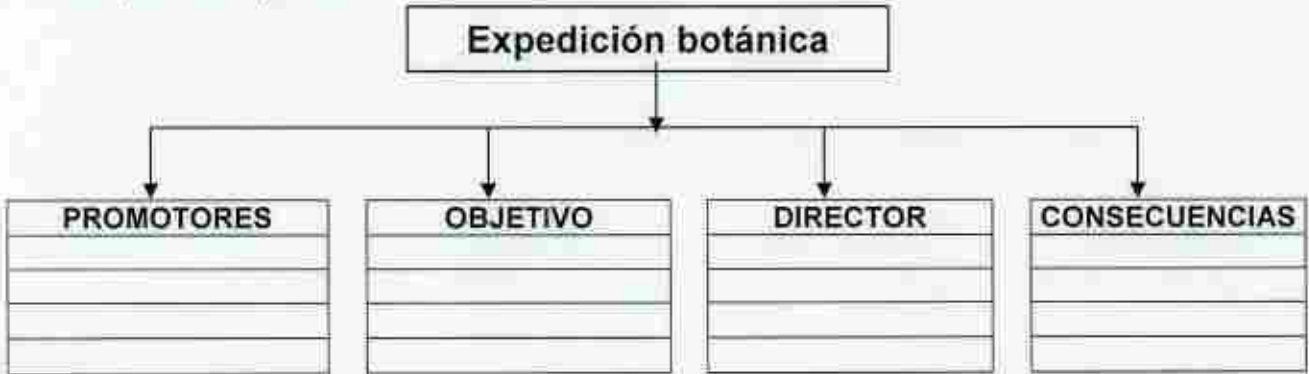 Expedición botánica
PROMOTORES
OBJETIVO
DIRECTOR
CONSECUENCIAS